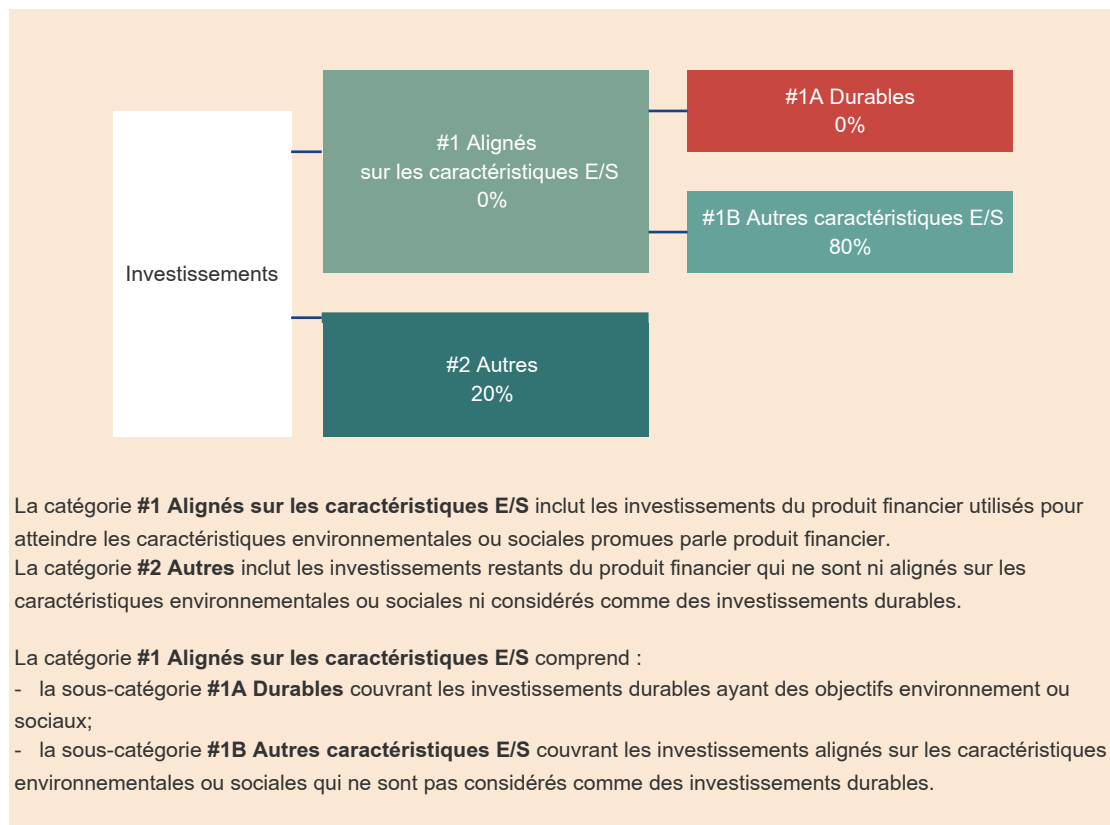 #1A Durables
0%
#1 Alignés
sur les caractéristiques E/S
0%
#1B Autres caractéristiques E/S
80%
Investissements
#2 Autres
20%
La catégorie #1 Alignés sur les caractéristiques E/S inclut les investissements du produit financier utilisés pour
atteindre les caractéristiques environnementales ou sociales promues parle produit financier.
La catégorie #2 Autres inclut les investissements restants du produit financier qui ne sont ni alignés sur les
caractéristiques environnementales ou sociales ni considérés comme des investissements durables.
La catégorie #1 Alignés sur les caractéristiques E/S comprend :
- la sous-catégorie #1A Durables couvrant les investissements durables ayant des objectifs environnement ou
sociaux;
- la sous-catégorie #1B Autres caractéristiques E/S couvrant les investissements alignés sur les caractéristiques
environnementales ou sociales qui ne sont pas considérés comme des investissements durables.